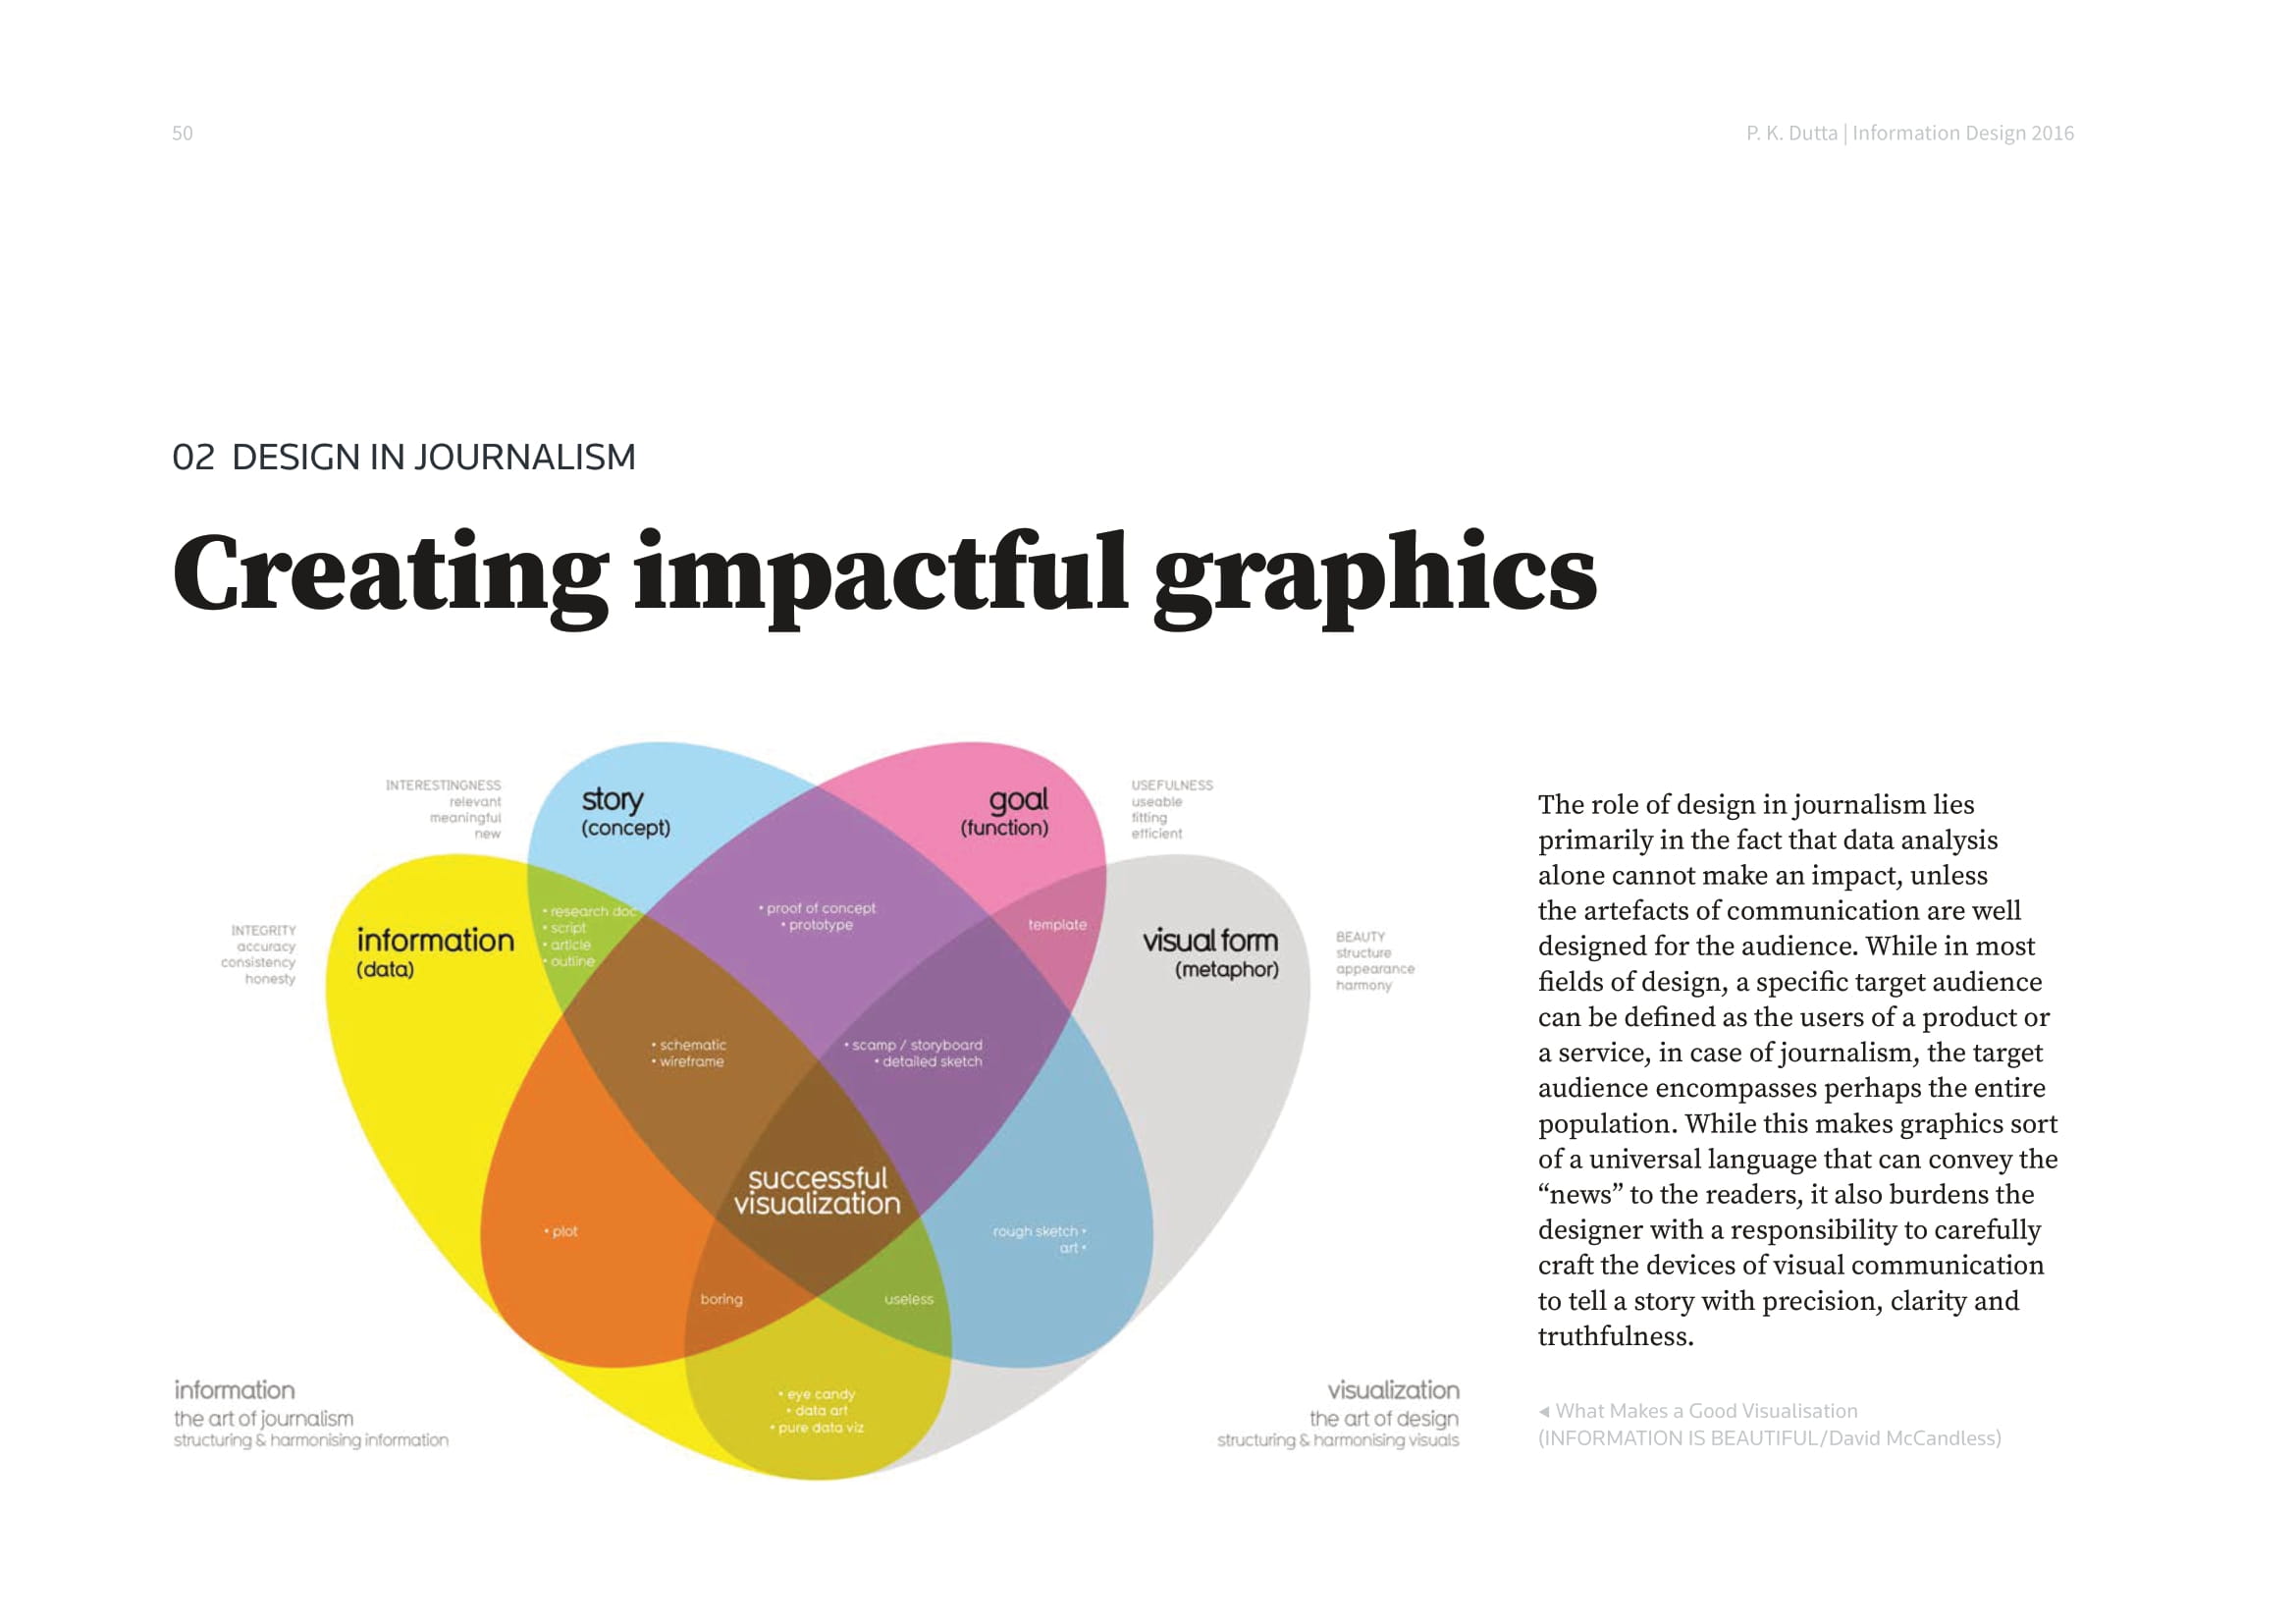 50
P. K. Dutta | Information Design 2016
02 DESIGN IN JOURNALISM
Creating impactful graphics
INTERESTINGNESS
relevant
meaningful
new
story
(concept)
goal
(function)
USEFULNESS
useable
fitting
efficient
INTEGRITY
accuracy
consistency
honesty
information
(data)
• research doc
• script
• article
• outline
• proof of concept
• prototype
template
visual form
(metaphor)
BEAUTY
structure
appearance
harmony
• schematic
• wireframe
• scamp / storyboard
• detailed sketch
successful
visualization
• plot
rough sketch •
art •
boring
useless
• eye candy
• data art
• pure data viz
information
the art of journalism
structuring & harmonising information
visualization
the art of design
structuring & harmonising visuals
The role of design in journalism lies
primarily in the fact that data analysis
alone cannot make an impact, unless
the artefacts of communication are well
designed for the audience. While in most
fields of design, a specific target audience
can be defined as the users of a product or
a service, in case of journalism, the target
audience encompasses perhaps the entire
population. While this makes graphics sort
of a universal language that can convey the
“news” to the readers, it also burdens the
designer with a responsibility to carefully
craft the devices of visual communication
to tell a story with precision, clarity and
truthfulness.
◂ What Makes a Good Visualisation
(INFORMATION IS BEAUTIFUL/David McCandless)